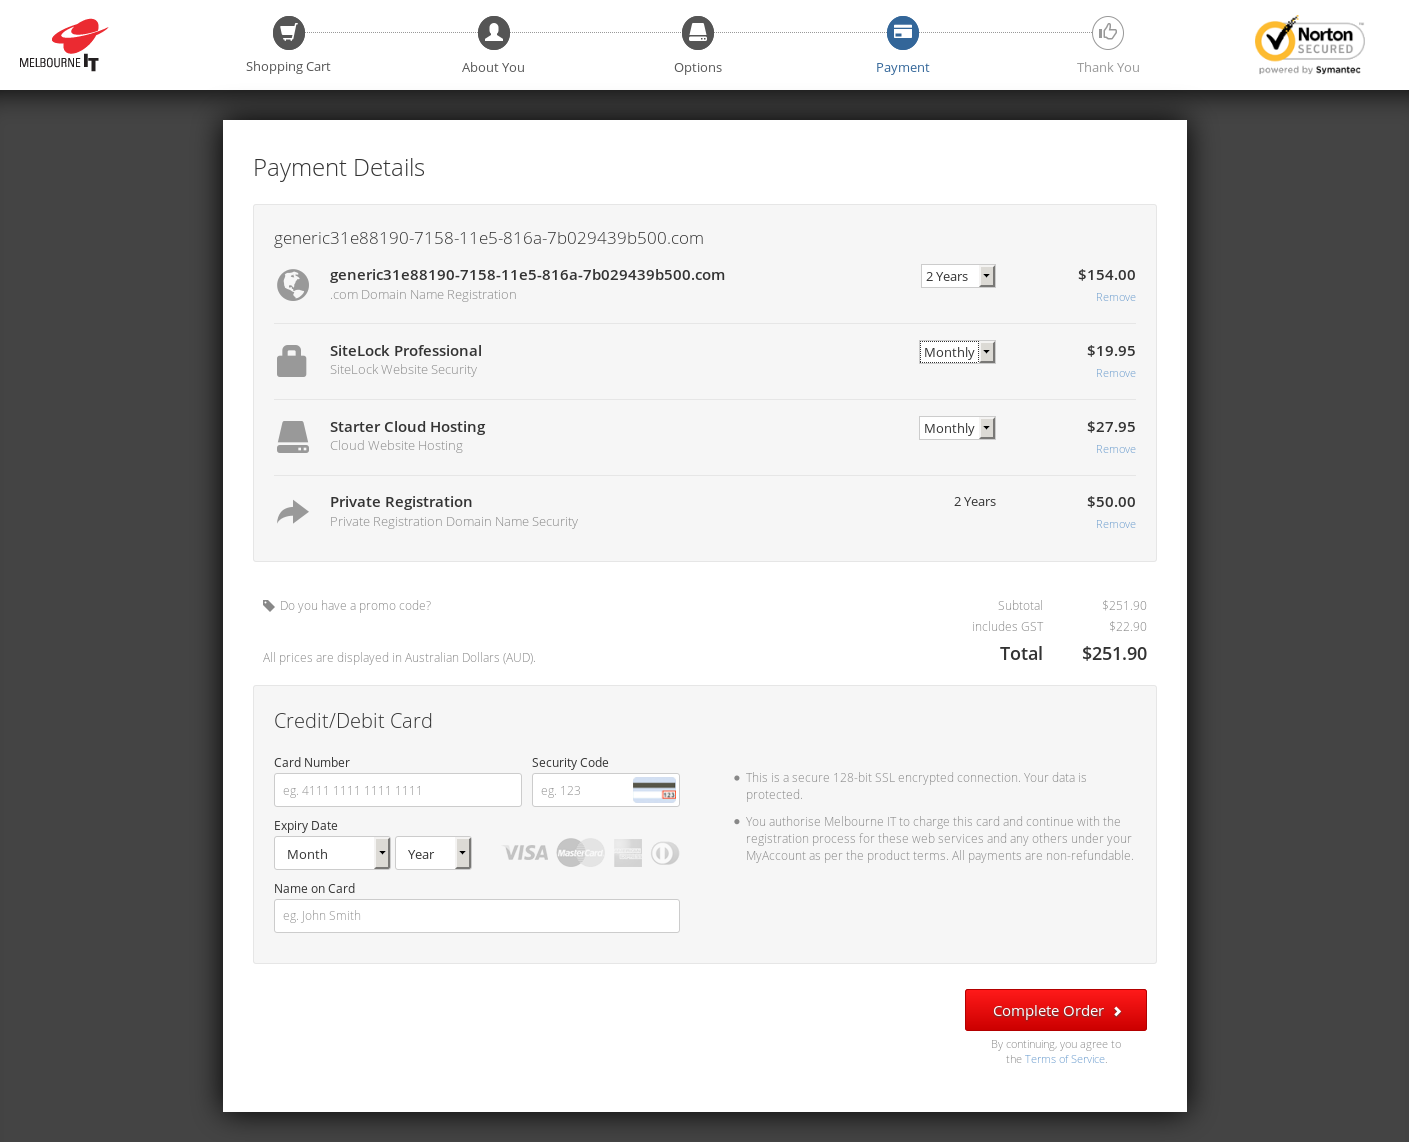 MELBOURNE IT
Shopping Cart
About You
Options
Payment
Thank You
Norton
SECURED
powered by Symantec
Payment Details
generic31e88190-7158-11e5-816a-7b029439b500.com
generic31e88190-7158-11e5-816a-7b029439b500.com 2 Years $154.00
.com Domain Name Registration Remove
SiteLock Professional Monthly $19.95
SiteLock Website Security Remove
Starter Cloud Hosting Monthly $27.95
Cloud Website Hosting Remove
Private Registration 2 Years $50.00
Private Registration Domain Name Security Remove
Do you have a promo code? Subtotal $251.90
includes GST $22.90
All prices are displayed in Australian Dollars (AUD). Total $251.90
Credit/Debit Card
Card Number Security Code
eg. 4111 1111 1111 1111 eg. 123 123
Expiry Date
Month Year VISA MasterCard
Name on Card
eg. John Smith
This is a secure 128-bit SSL encrypted connection. Your data is
protected.
You authorise Melbourne IT to charge this card and continue with the
registration process for these web services and any others under your
MyAccount as per the product terms. All payments are non-refundable.
Complete Order
By continuing, you agree to
the Terms of Service.